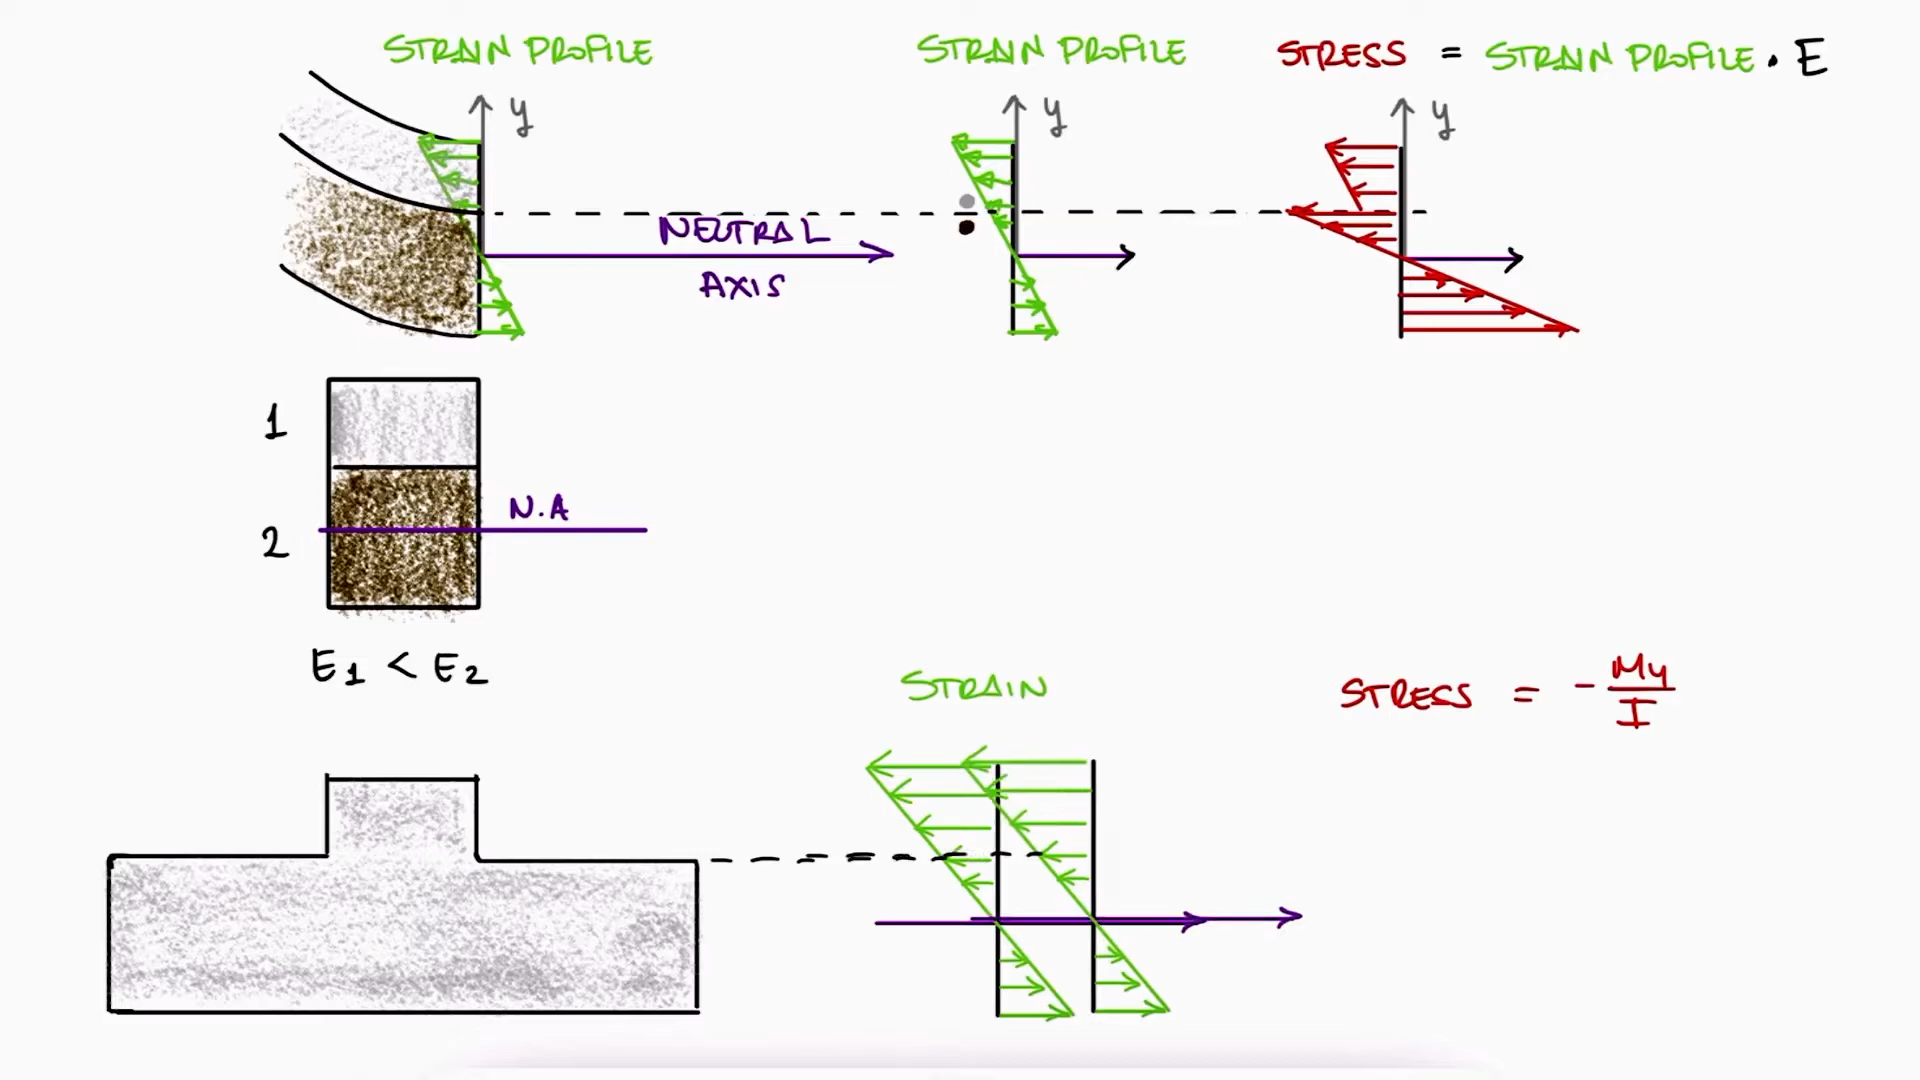 STRAIN PROFILE
STRAIN PROFILE
STRESS = STRAIN PROFILE · E
y
y
y
NEUTRAL
AXIS
1
N.A
2
E1 < E2
STRAIN
STRESS = - My/I